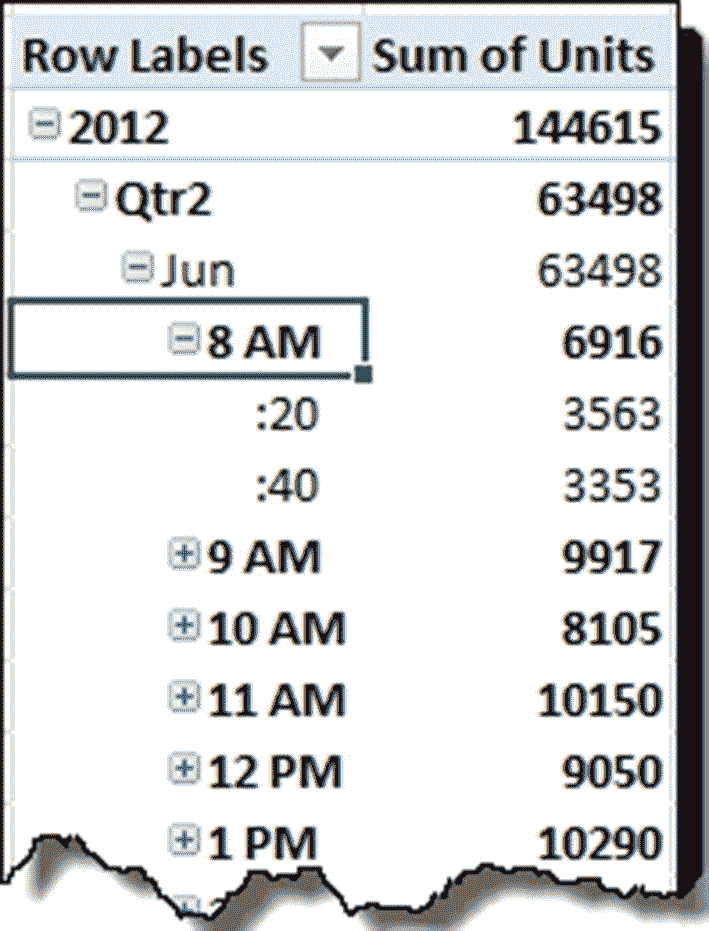 Row Labels Sum of Units
2012 144615
Qtr2 63498
Jun 63498
8 AM 6916
:20 3563
:40 3353
9 AM 9917
10 AM 8105
11 AM 10150
12 PM 9050
1 PM 10290